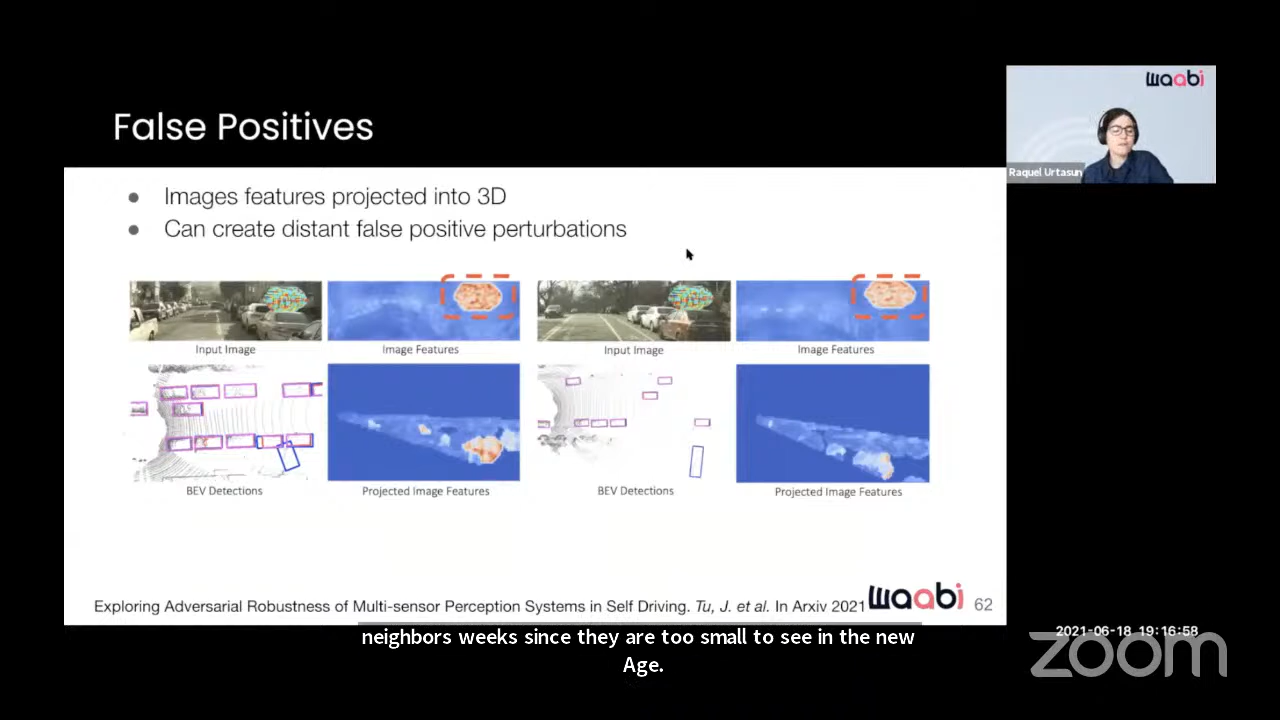 False Positives
waabi
Raquel Urtasun
● Images features projected into 3D
● Can create distant false positive perturbations
Input Image
Image Features
Input Image
Image Features
BEV Detections
Projected Image Features
BEV Detections
Projected Image Features
Exploring Adversarial Robustness of Multi-sensor Perception Systems in Self Driving. Tu, J. et al. In Arxiv 2021
waabi
62
neighbors weeks since they are too small to see in the new
Age.
2021-06-18 19:16:58
zoom